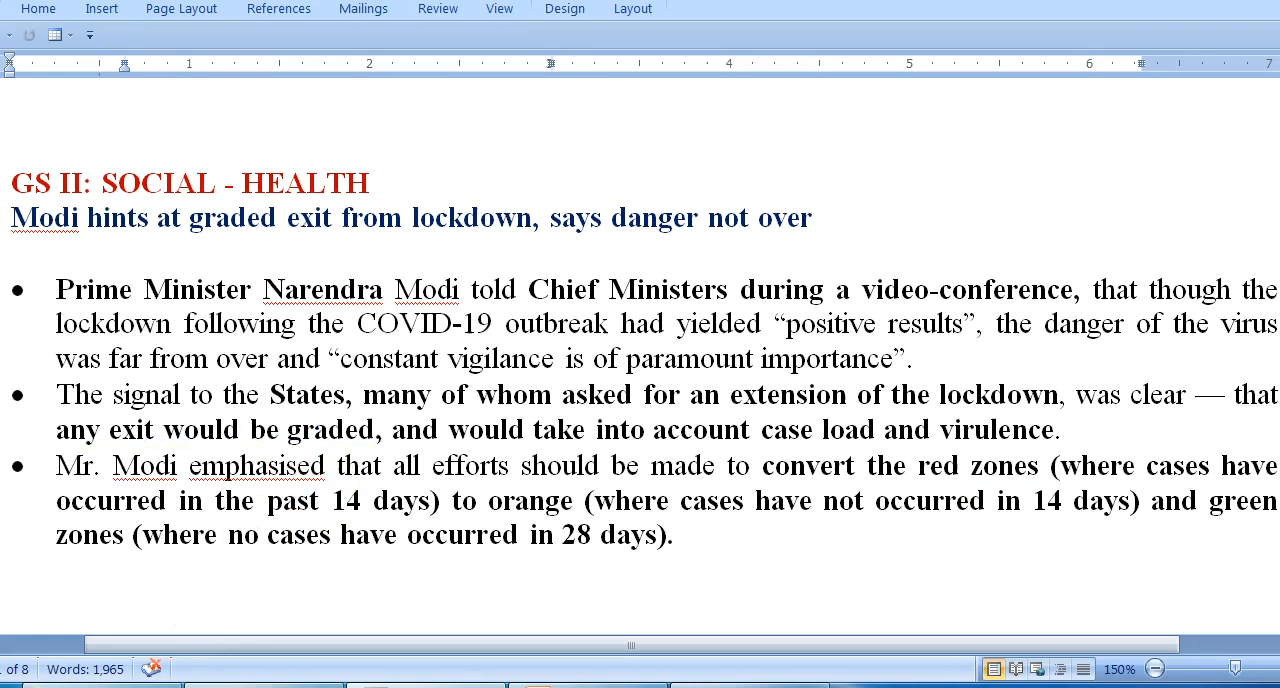 Home Insert Page Layout References Mailings Review View Design Layout
1 2 3 4 5 6 7
GS II: SOCIAL - HEALTH
Modi hints at graded exit from lockdown, says danger not over
● Prime Minister Narendra Modi told Chief Ministers during a video-conference, that though the
lockdown following the COVID-19 outbreak had yielded “positive results”, the danger of the virus
was far from over and “constant vigilance is of paramount importance”.
● The signal to the States, many of whom asked for an extension of the lockdown, was clear — that
any exit would be graded, and would take into account case load and virulence.
● Mr. Modi emphasised that all efforts should be made to convert the red zones (where cases have
occurred in the past 14 days) to orange (where cases have not occurred in 14 days) and green
zones (where no cases have occurred in 28 days).
of 8 Words: 1,965 150%